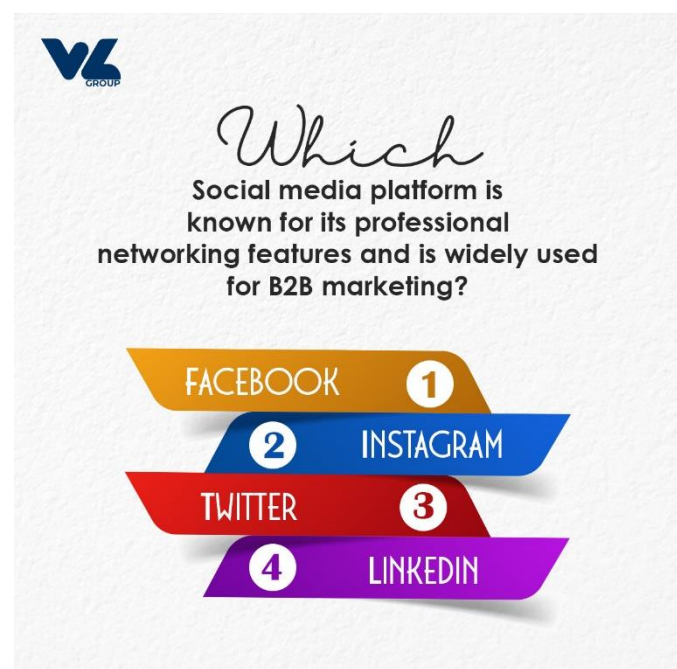 VL
GROUP
Which
Social media platform is
known for its professional
networking features and is widely used
for B2B marketing?
FACEBOOK 1
2 INSTAGRAM
TWITTER 3
4 LINKEDIN